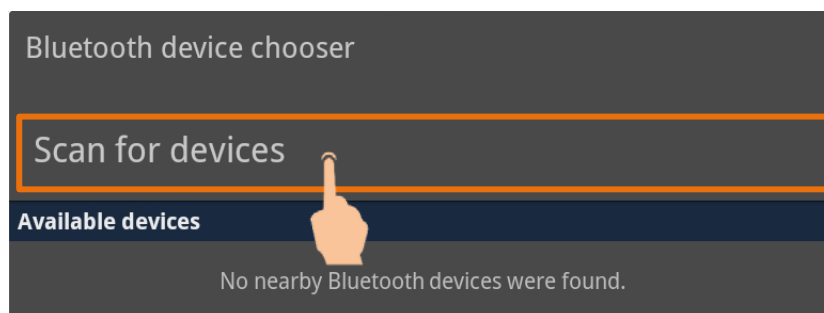 Bluetooth device chooser
Scan for devices
Available devices
No nearby Bluetooth devices were found.